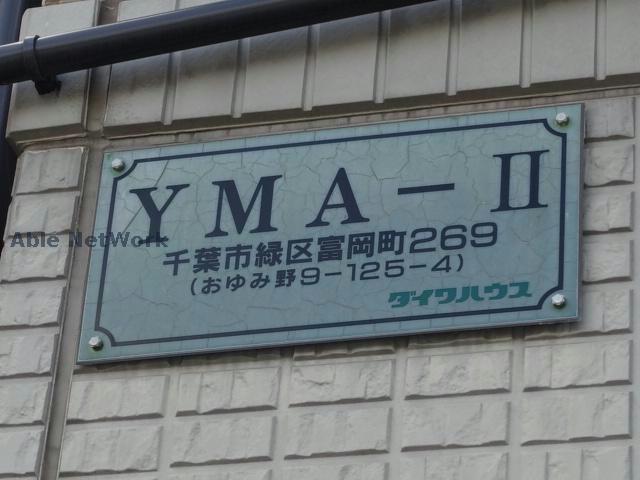 YMA-II
千葉市緑区富岡町269
(おゆみ野9-125-4)
ダイワハウス
Able NetWork